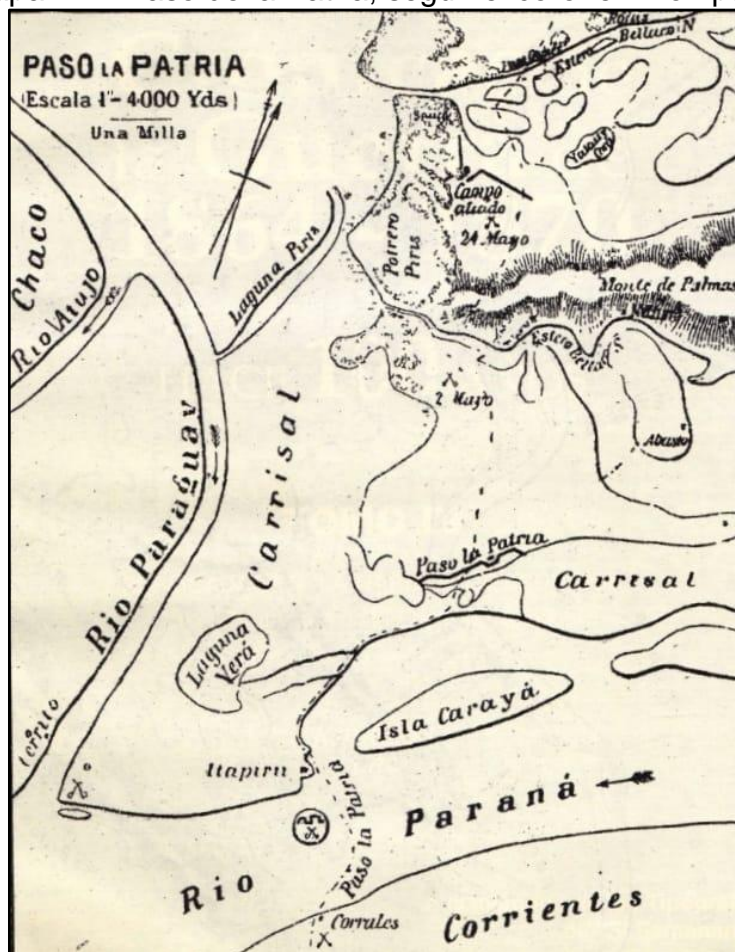 PASO LA PATRIA
(Escala 1"- 4000 Yds)
Una Milla
Bellaco N
Estero
Campo
aliado
24 Mayo
Potrero
Piris
Monte de Palmas
Laguna Piris
Chaco
Rio Atujo
2 Mayo
Rio Paraguay
Carrisal
Paso la Patria
Carrisal
Laguna
Verá
Isla Carayá
Itapirú
Paso la Patria
Paraná
Rio
Corrales
Corrientes